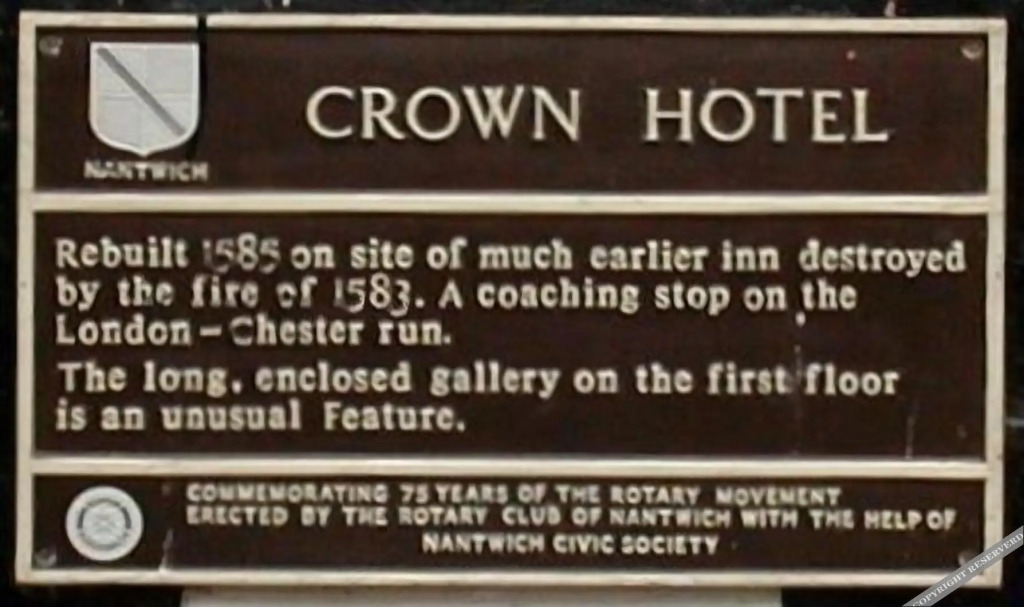 CROWN HOTEL
NANTWICH
Rebuilt 1585 on site of much earlier inn destroyed
by the fire of 1583. A coaching stop on the
London - Chester run.
The long, enclosed gallery on the first floor
is an unusual Feature.
COMMEMORATING 75 YEARS OF THE ROTARY MOVEMENT
ERECTED BY THE ROTARY CLUB OF NANTWICH WITH THE HELP OF
NANTWICH CIVIC SOCIETY
COPYRIGHT RESERVED